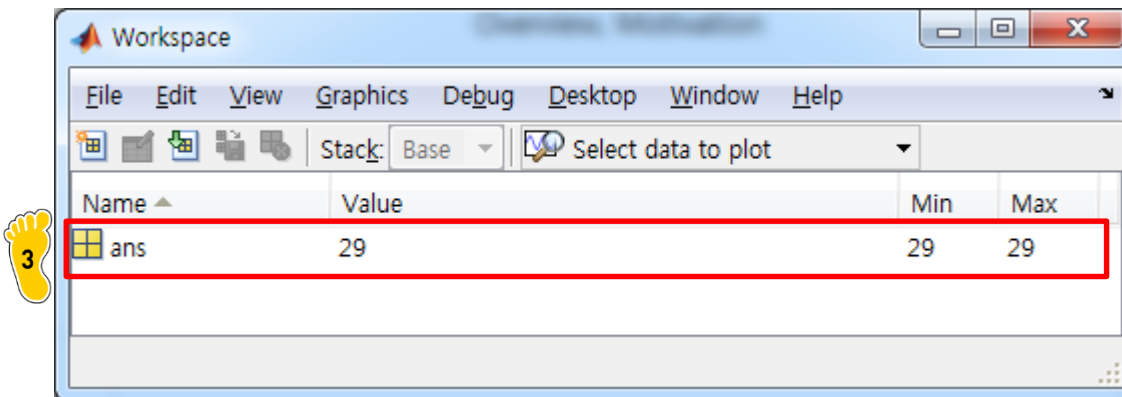 Workspace
File Edit View Graphics Debug Desktop Window Help
Stack: Base Select data to plot
Name Value Min Max
3
ans 29 29 29